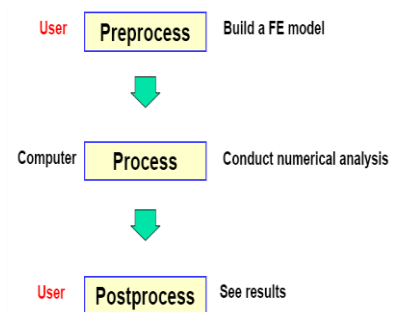 User Preprocess Build a FE model
Computer Process Conduct numerical analysis
User Postprocess See results